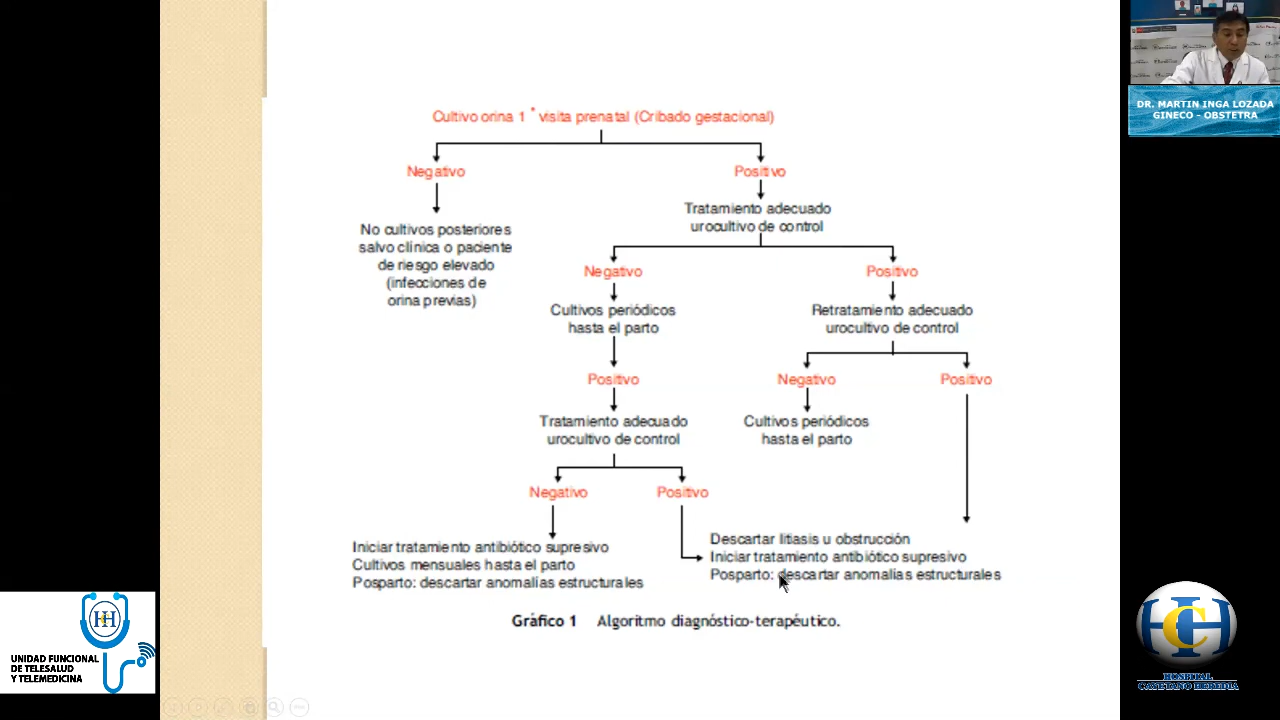 DR. MARTIN INGA LOZADA
GINECO - OBSTETRA
Cultivo orina 1.ª visita prenatal (Cribado gestacional)
Negativo
Positivo
No cultivos posteriores
salvo clínica o paciente
de riesgo elevado
(infecciones de
orina previas)
Tratamiento adecuado
urocultivo de control
Negativo
Positivo
Cultivos periódicos
hasta el parto
Retratamiento adecuado
urocultivo de control
Positivo
Negativo
Positivo
Tratamiento adecuado
urocultivo de control
Cultivos periódicos
hasta el parto
Negativo
Positivo
Iniciar tratamiento antibiótico supresivo
Cultivos mensuales hasta el parto
Posparto: descartar anomalías estructurales
Descartar litiasis u obstrucción
Iniciar tratamiento antibiótico supresivo
Posparto: descartar anomalías estructurales
Gráfico 1 Algoritmo diagnóstico-terapéutico.
UNIDAD FUNCIONAL
DE TELESALUD
Y TELEMEDICINA
HOSPITAL
CAYETANO HEREDIA